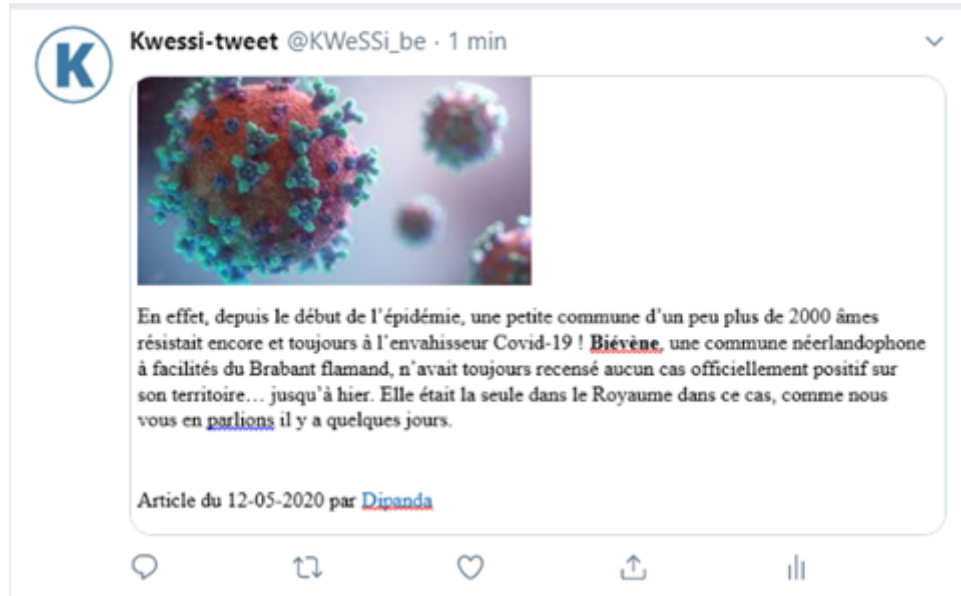 K
Kwessi-tweet @KWeSSi_be · 1 min
En effet, depuis le début de l’épidémie, une petite commune d’un peu plus de 2000 âmes
résistait encore et toujours à l’envahisseur Covid-19 ! Biévène, une commune néerlandophone
à facilités du Brabant flamand, n’avait toujours recensé aucun cas officiellement positif sur
son territoire… jusqu’à hier. Elle était la seule dans le Royaume dans ce cas, comme nous
vous en parlions il y a quelques jours.
Article du 12-05-2020 par Dipanda